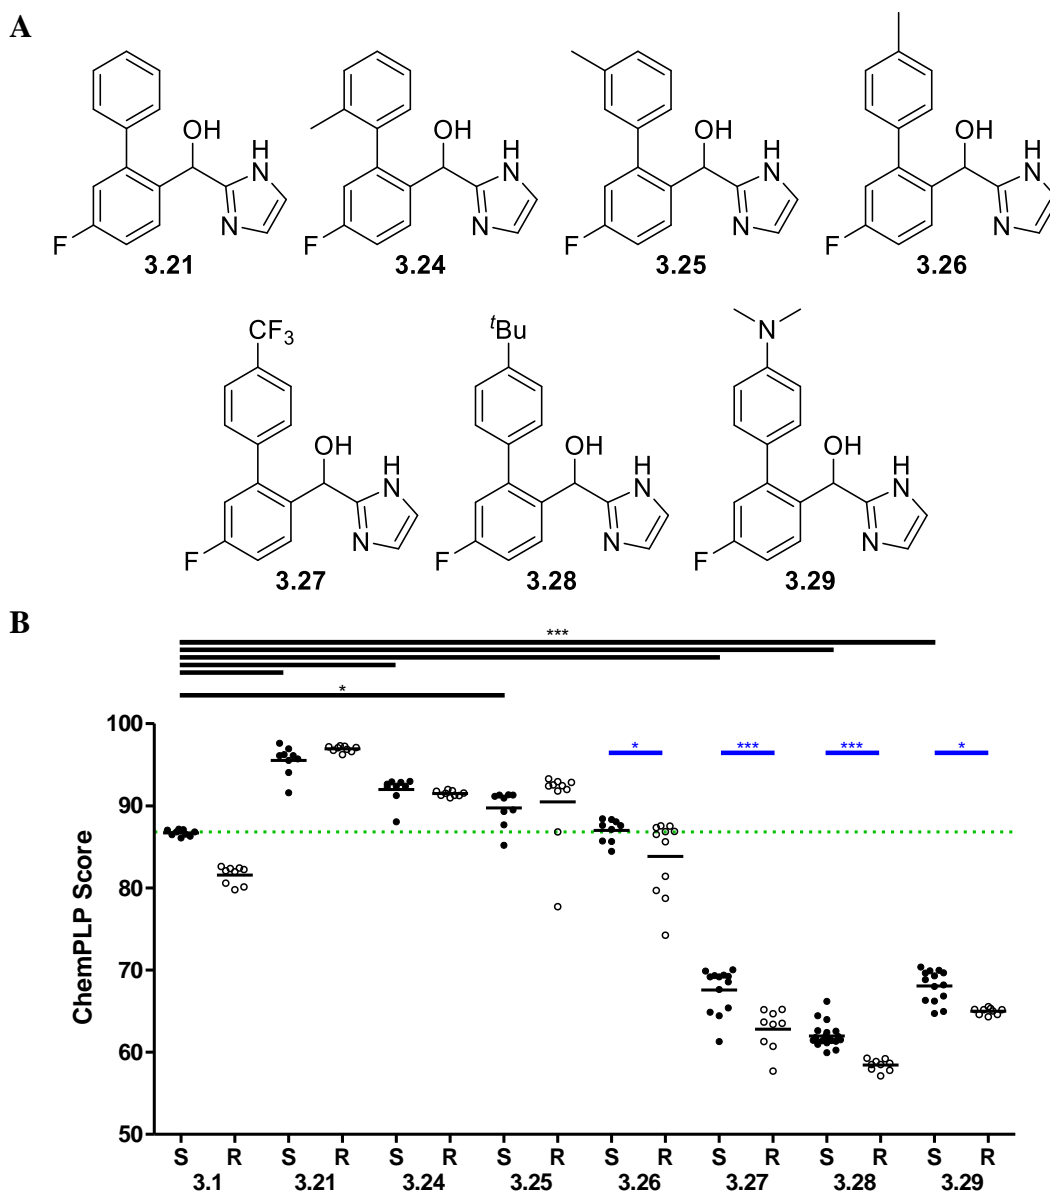 A
OH H N N F 3.21
OH H N N F 3.24
OH H N N F 3.25
OH H N N F 3.26
CF3 OH H N N F 3.27
tBu OH H N N F 3.28
N OH H N N F 3.29
B
***
*
* *** *** *
ChemPLP Score
100
90
80
70
60
50
S R S R S R S R S R S R S R S R
3.1 3.21 3.24 3.25 3.26 3.27 3.28 3.29